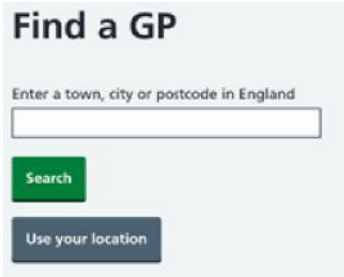 Find a GP
Enter a town, city or postcode in England
Search
Use your location